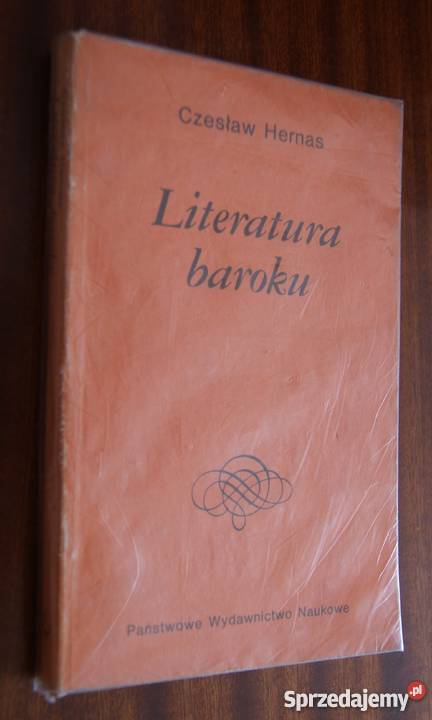 Czesław Hernas
Literatura
baroku
Państwowe Wydawnictwo Naukowe
Sprzedajemy.pl